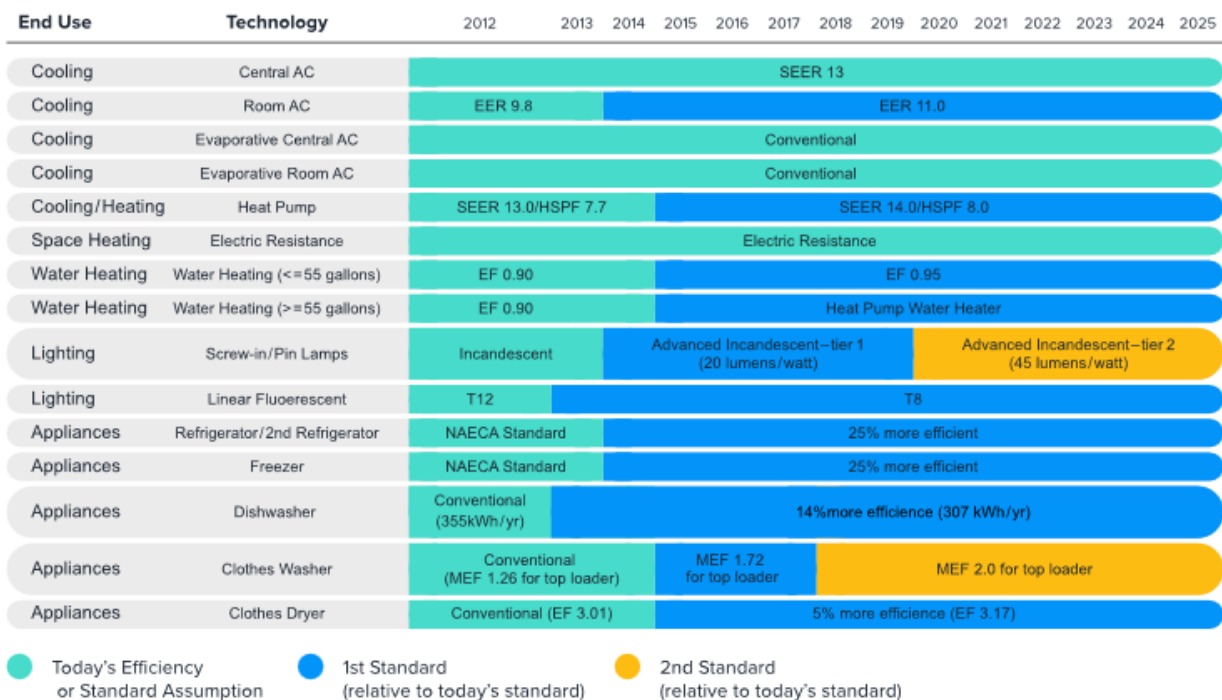 End Use Technology 2012 2013 2014 2015 2016 2017 2018 2019 2020 2021 2022 2023 2024 2025
Cooling Central AC SEER 13
Cooling Room AC EER 9.8 EER 11.0
Cooling Evaporative Central AC Conventional
Cooling Evaporative Room AC Conventional
Cooling/Heating Heat Pump SEER 13.0/HSPF 7.7 SEER 14.0/HSPF 8.0
Space Heating Electric Resistance Electric Resistance
Water Heating Water Heating (<=55 gallons) EF 0.90 EF 0.95
Water Heating Water Heating (>=55 gallons) EF 0.90 Heat Pump Water Heater
Lighting Screw-in/Pin Lamps Incandescent Advanced Incandescent–tier 1 Advanced Incandescent–tier 2
(20 lumens/watt) (45 lumens/watt)
Lighting Linear Fluoerescent T12 T8
Appliances Refrigerator/2nd Refrigerator NAECA Standard 25% more efficient
Appliances Freezer NAECA Standard 25% more efficient
Appliances Dishwasher Conventional 14%more efficience (307 kWh/yr)
(355kWh/yr)
Appliances Clothes Washer Conventional MEF 1.72 MEF 2.0 for top loader
(MEF 1.26 for top loader) for top loader
Appliances Clothes Dryer Conventional (EF 3.01) 5% more efficience (EF 3.17)
Today's Efficiency 1st Standard 2nd Standard
or Standard Assumption (relative to today's standard) (relative to today's standard)